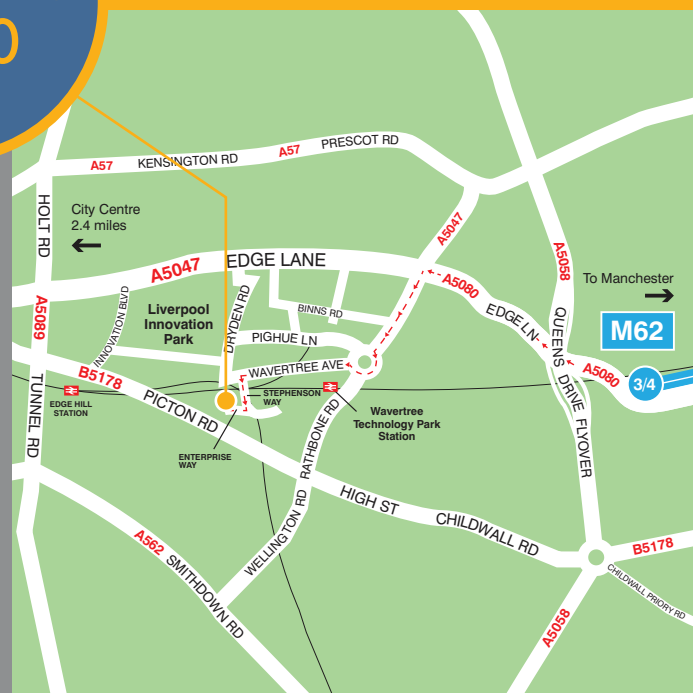 0
A57
KENSINGTON RD
A57
PRESCOT RD
HOLT RD
City Centre
2.4 miles
A5047
EDGE LANE
A5047
A5080
A5058
To Manchester
M62
EDGE LN
QUEENS DRIVE FLYOVER
A5080
3/4
A5089
INNOVATION BLVD
Liverpool
Innovation
Park
DRYDEN RD
BINNS RD
PIGHUE LN
WAVERTREE AVE
B5178
PICTON RD
EDGE HILL
STATION
STEPHENSON
WAY
Wavertree
Technology Park
Station
TUNNEL RD
ENTERPRISE
WAY
RATHBONE RD
HIGH ST
CHILDWALL RD
WELLINGTON RD
A562
SMITHDOWN RD
B5178
CHILDWALL PRIORY RD
A5058